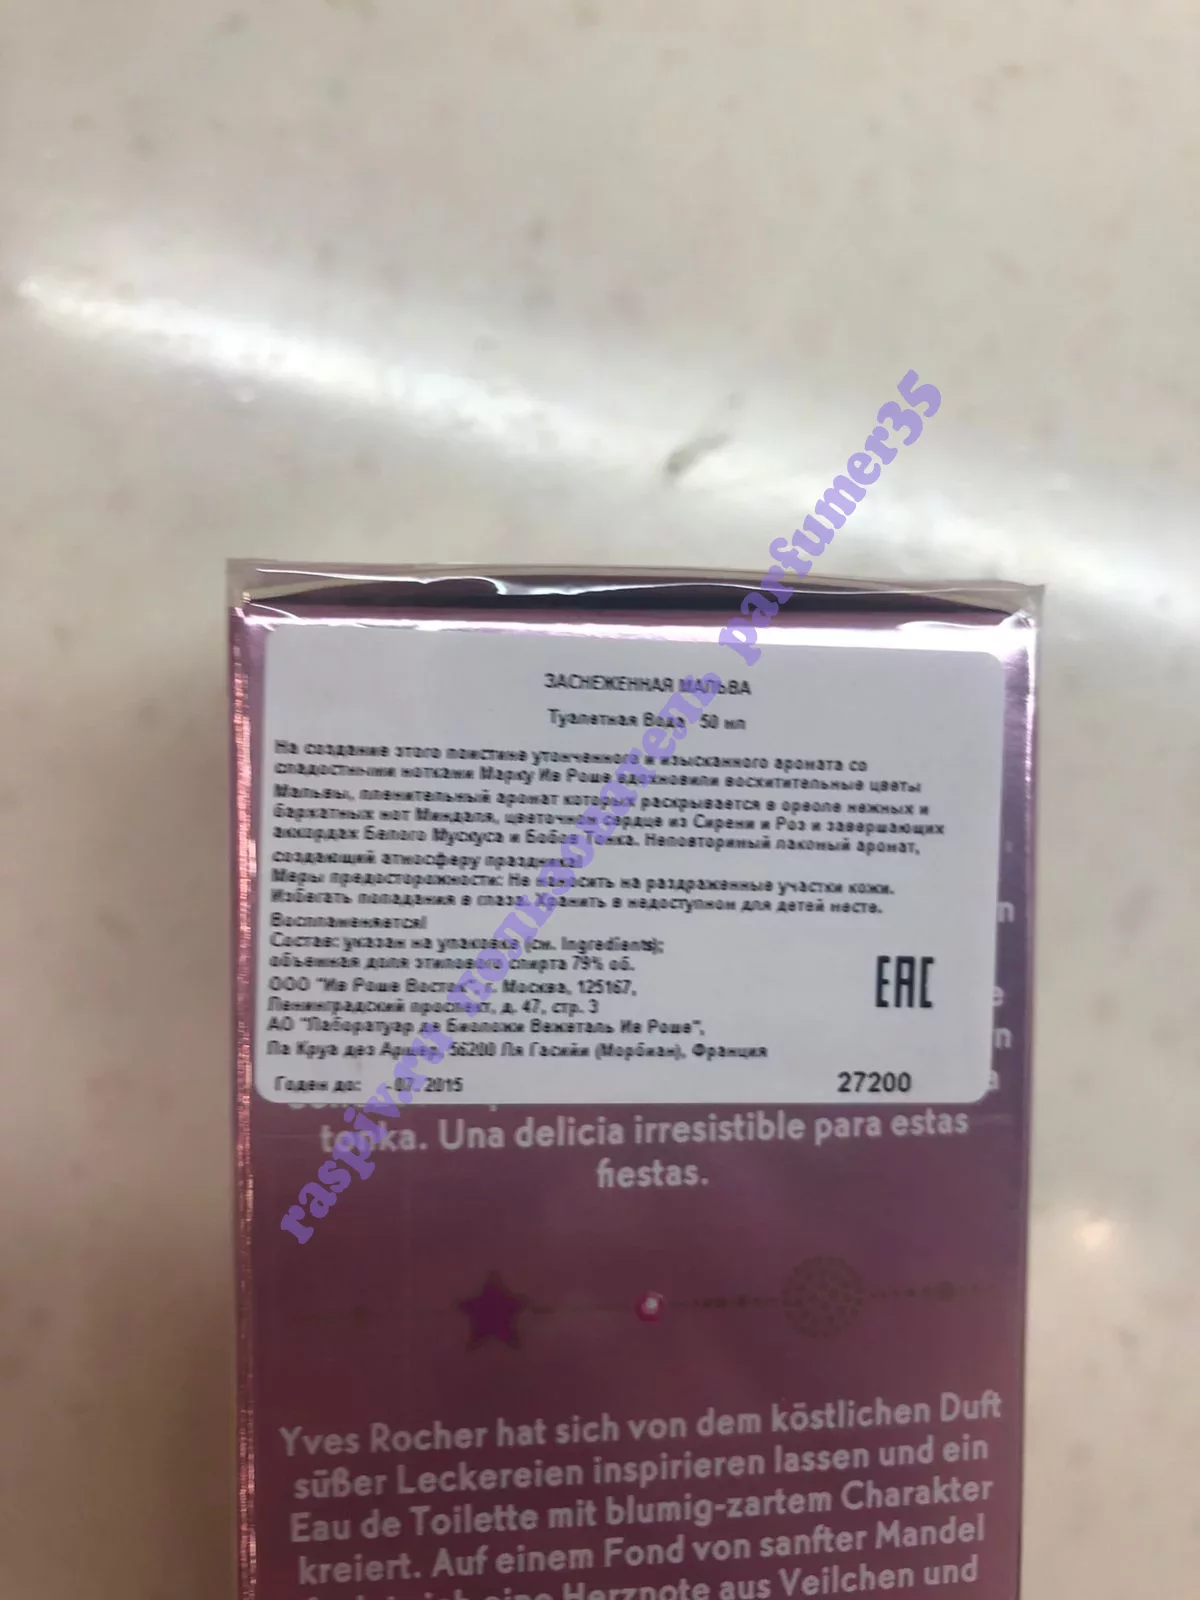 ЗАСНЕЖЕННАЯ МАЛЬВА
Туалетная Вода 50 мл
На создание этого поистине утонченного и изысканного аромата со
сладостными нотками Марку Ив Роше вдохновили восхитительные цветы
Мальвы, пленительный аромат которых раскрывается в ореоле нежных и
бархатных нот Миндаля, цветочном сердце из Сирени и Роз и завершающих
аккордах Белого Мускуса и Бобов Тонка. Неповторимый лаконый аромат,
создающий атмосферу праздника!
Меры предосторожности: Не наносить на раздраженные участки кожи.
Избегать попадания в глаза. Хранить в недоступном для детей месте.
Воспламеняется!
Состав: указан на упаковке (см. Ingredients);
объемная доля этилового спирта 79% об.
ООО "Ив Роше Восток", г. Москва, 125167,
Ленинградский проспект, д. 47, стр. 3
АО "Лаборатуар де Биоложи Вежеталь Ив Роше",
Ла Круа дез Аршер, 56200 Ля Гасийи (Морбиан), Франция
EAC
Годен до: -07. 2015
27200
tonka. Una delicia irresistible para estas
fiestas.
Yves Rocher hat sich von dem köstlichen Duft
süßer Leckereien inspirieren lassen und ein
Eau de Toilette mit blumig-zartem Charakter
kreiert. Auf einem Fond von sanfter Mandel
eine Herznote aus Veilchen und
raspiv.ru пользователь parfumer35